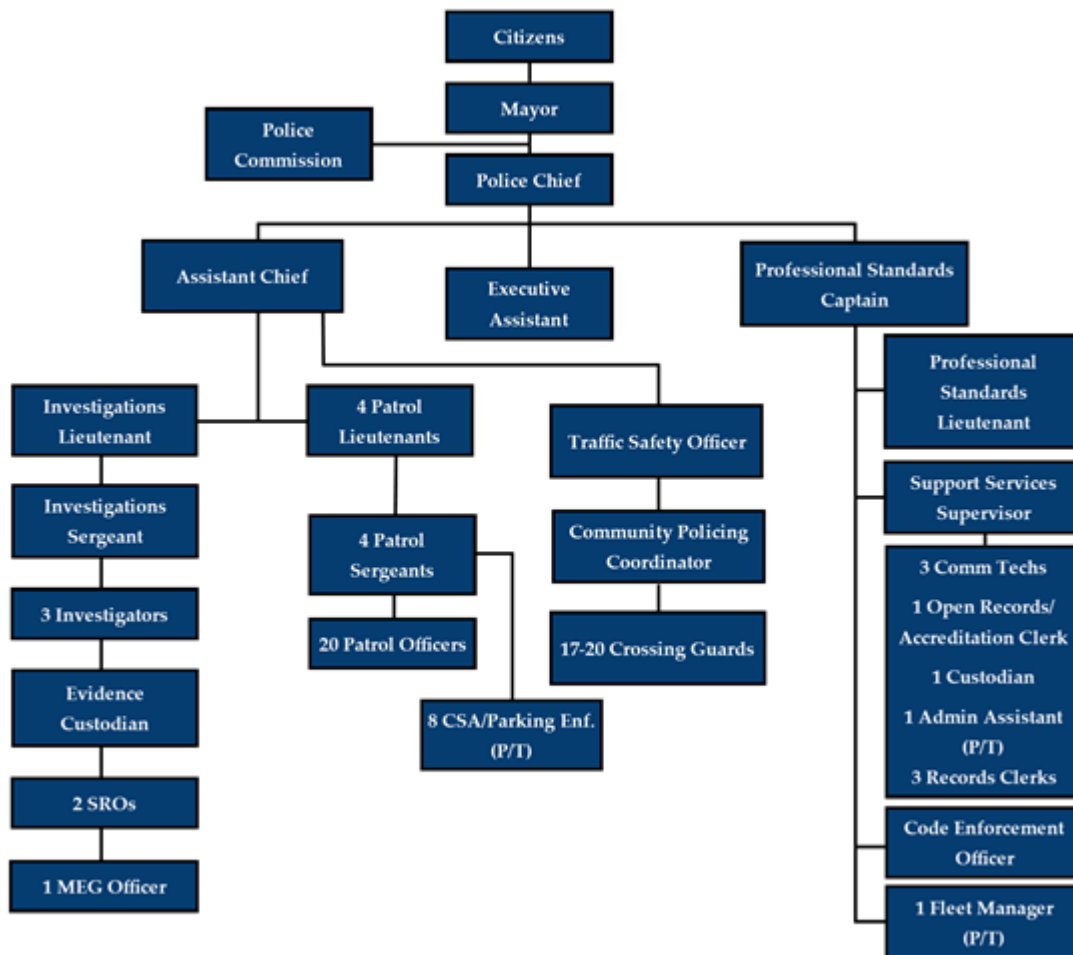 Citizens
Mayor
Police
Commission
Police Chief
Assistant Chief
Executive
Assistant
Professional Standards
Captain
Investigations
Lieutenant
Investigations
Sergeant
3 Investigators
Evidence
Custodian
2 SROs
1 MEG Officer
4 Patrol
Lieutenants
4 Patrol
Sergeants
20 Patrol Officers
8 CSA/Parking Enf.
(P/T)
Traffic Safety Officer
Community Policing
Coordinator
17-20 Crossing Guards
Professional
Standards
Lieutenant
Support Services
Supervisor
3 Comm Techs
1 Open Records/
Accreditation Clerk
1 Custodian
1 Admin Assistant
(P/T)
3 Records Clerks
Code Enforcement
Officer
1 Fleet Manager
(P/T)